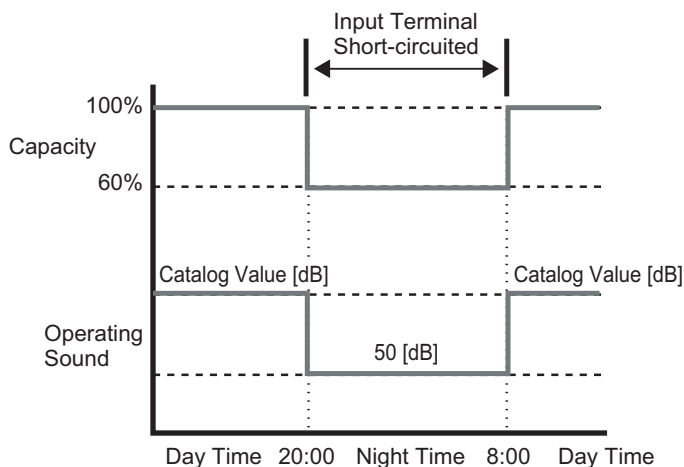 Input Terminal
Short-circuited
100%
Capacity
60%
Catalog Value [dB]
Catalog Value [dB]
Operating
Sound
50 [dB]
Day Time
20:00
Night Time
8:00
Day Time